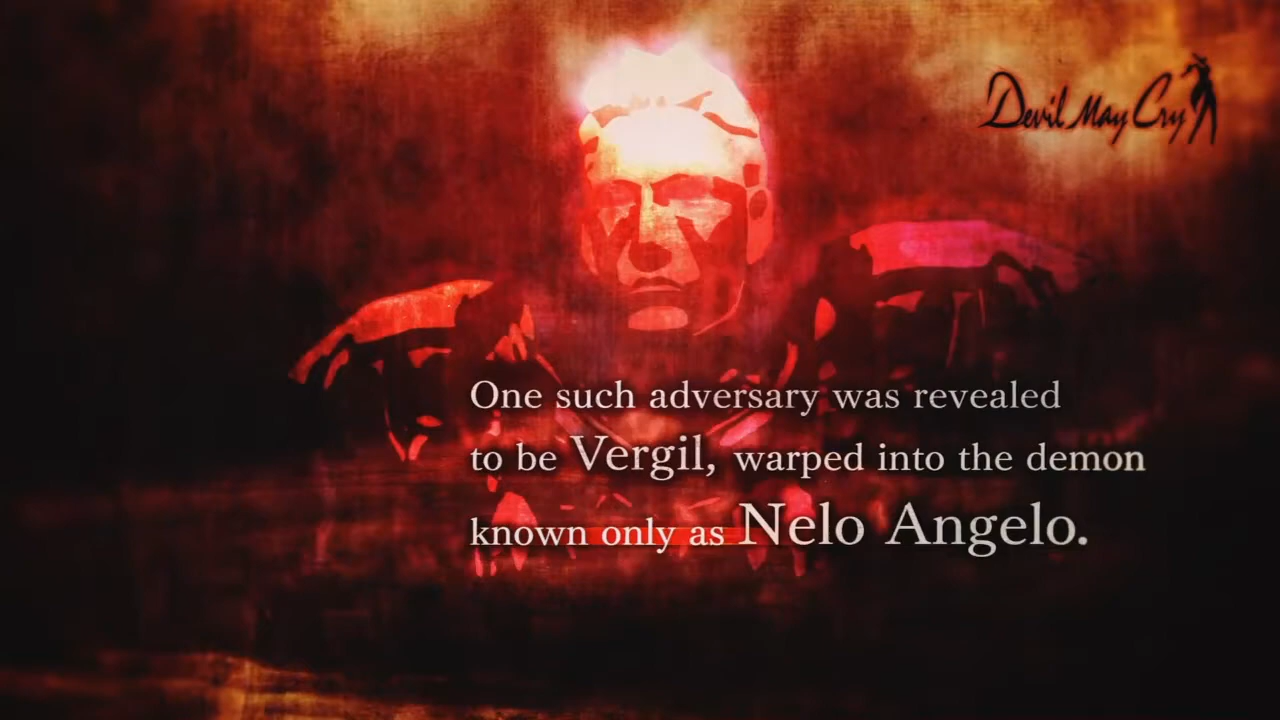 Devil May Cry
One such adversary was revealed
to be Vergil, warped into the demon
known only as Nelo Angelo.